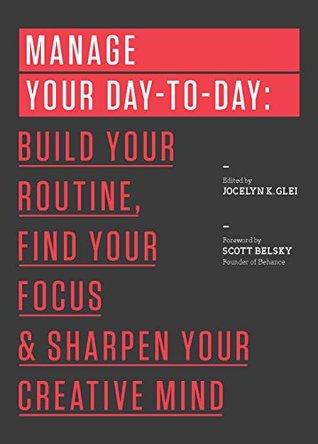 MANAGE
YOUR DAY-TO-DAY:
BUILD YOUR
ROUTINE,
FIND YOUR
FOCUS
& SHARPEN YOUR
CREATIVE MIND
–
Edited by
JOCELYN K. GLEI
–
Foreword by
SCOTT BELSKY
Founder of Behance